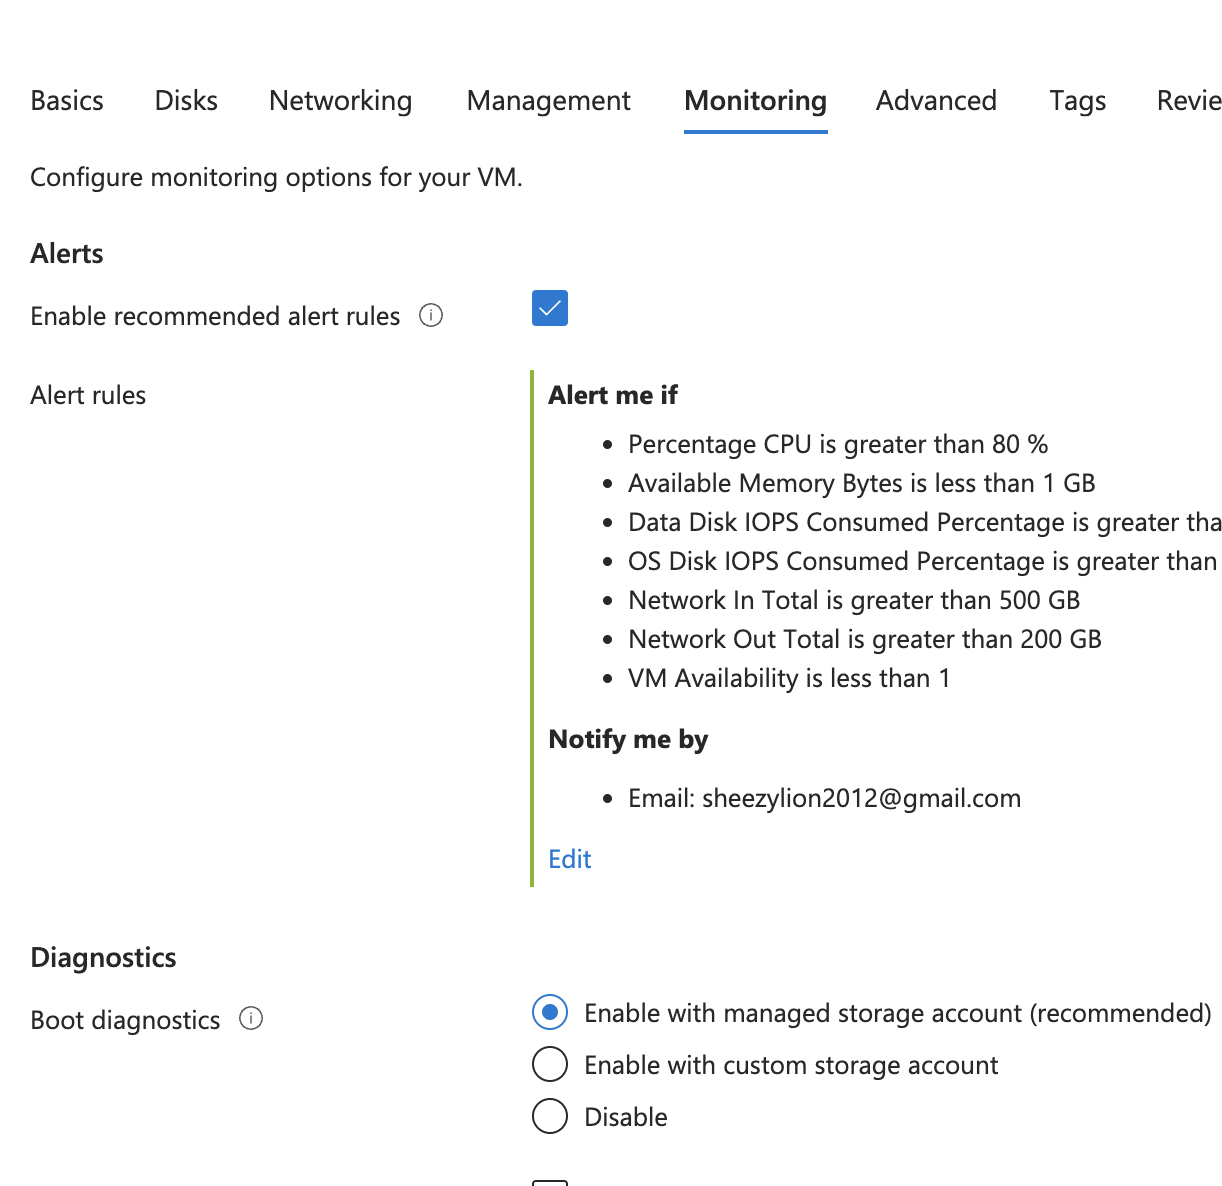 Basics Disks Networking Management Monitoring Advanced Tags Revie
Configure monitoring options for your VM.
Alerts
Enable recommended alert rules
Alert rules
Alert me if
Percentage CPU is greater than 80 %
Available Memory Bytes is less than 1 GB
Data Disk IOPS Consumed Percentage is greater tha
OS Disk IOPS Consumed Percentage is greater than
Network In Total is greater than 500 GB
Network Out Total is greater than 200 GB
VM Availability is less than 1
Notify me by
Email: sheezylion2012@gmail.com
Edit
Diagnostics
Boot diagnostics
Enable with managed storage account (recommended)
Enable with custom storage account
Disable